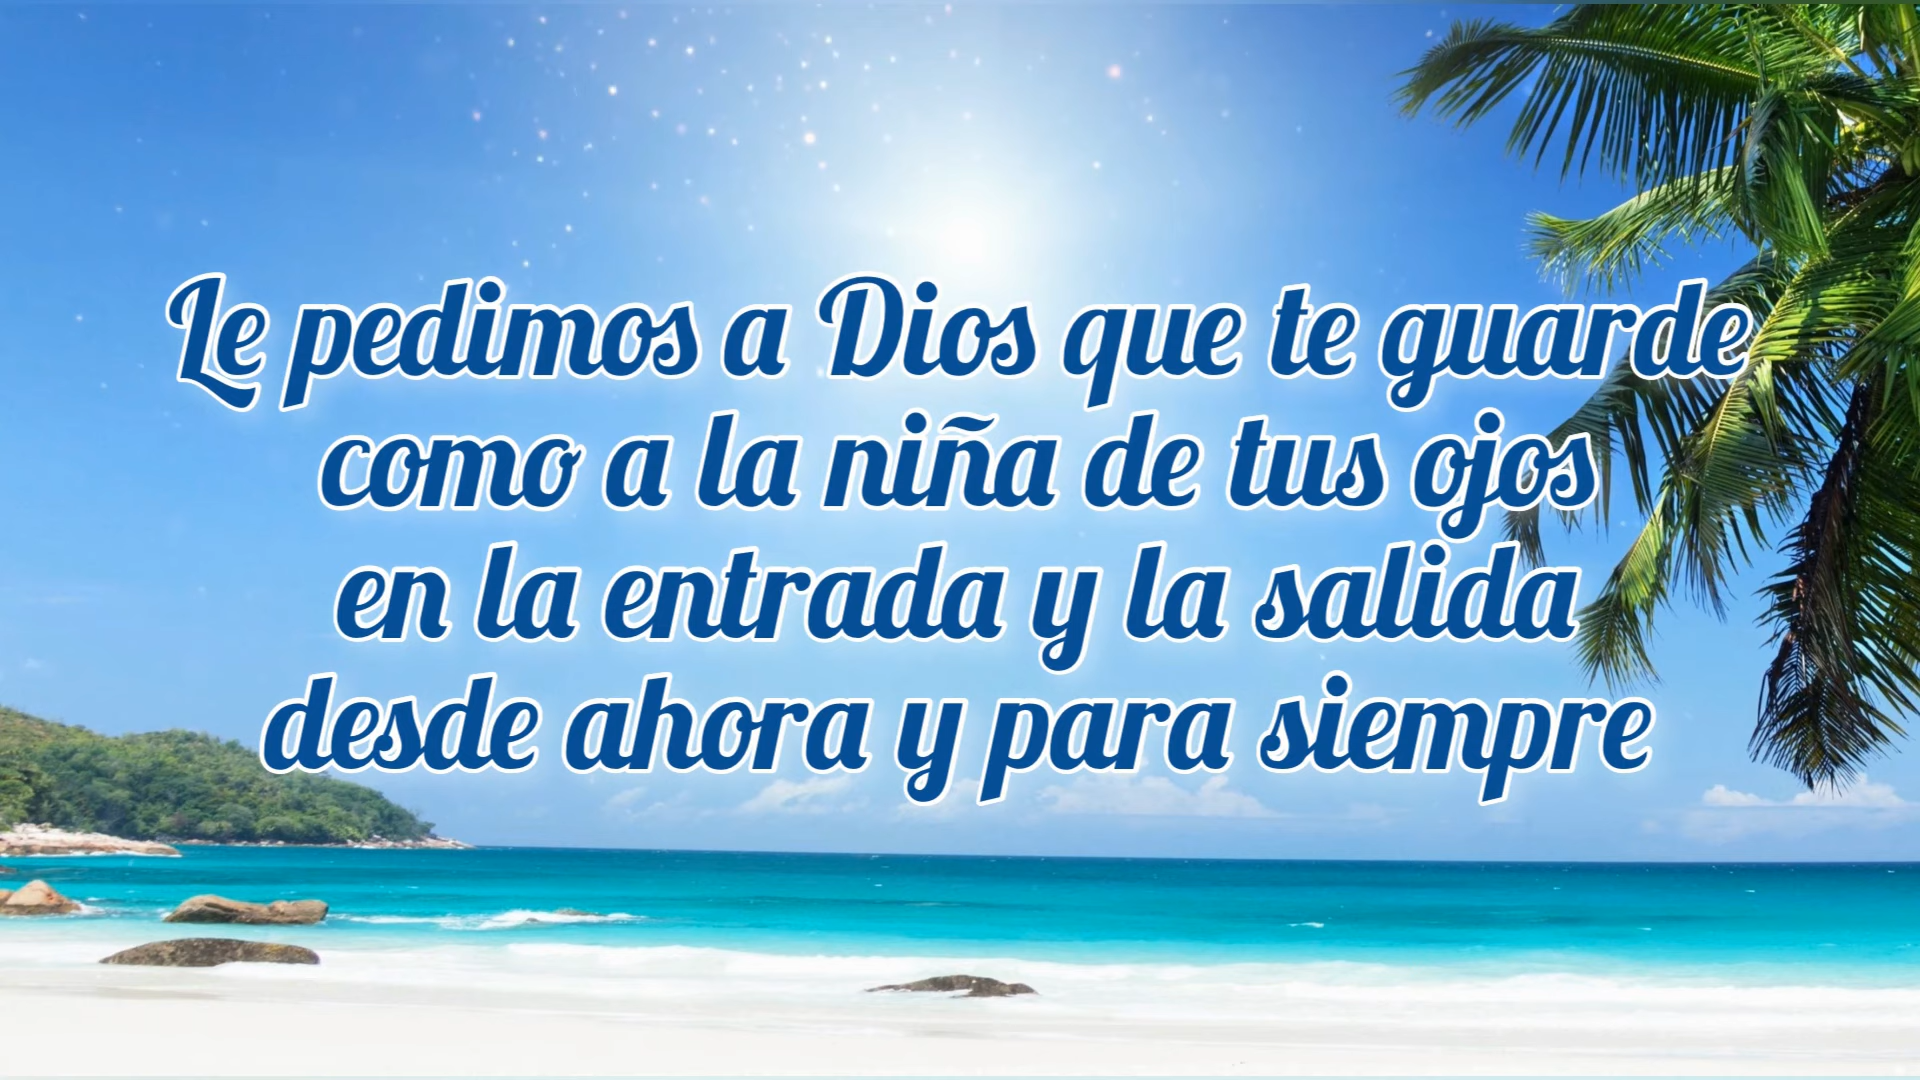 Le pedimos a Dios que te guarde
como a la niña de tus ojos
en la entrada y la salida
desde ahora y para siempre